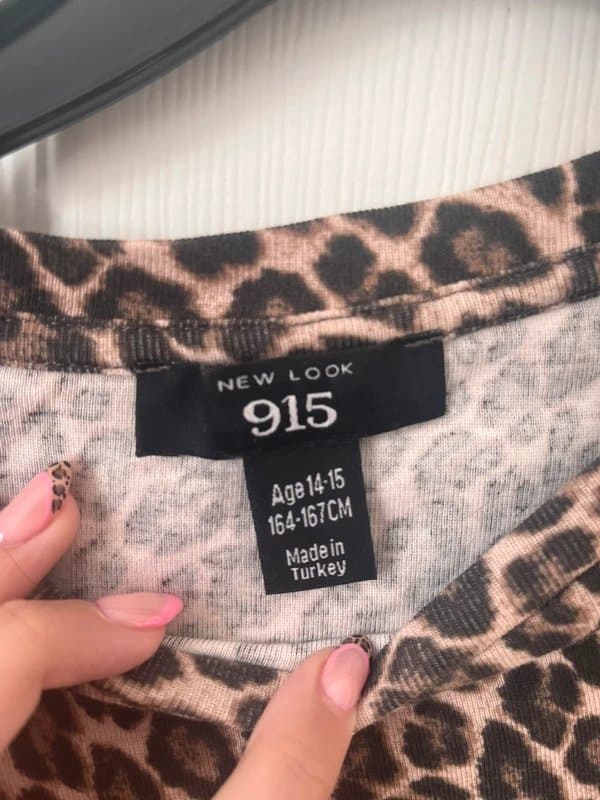 NEW LOOK
915
Age 14-15
164-167CM
Made in
Turkey